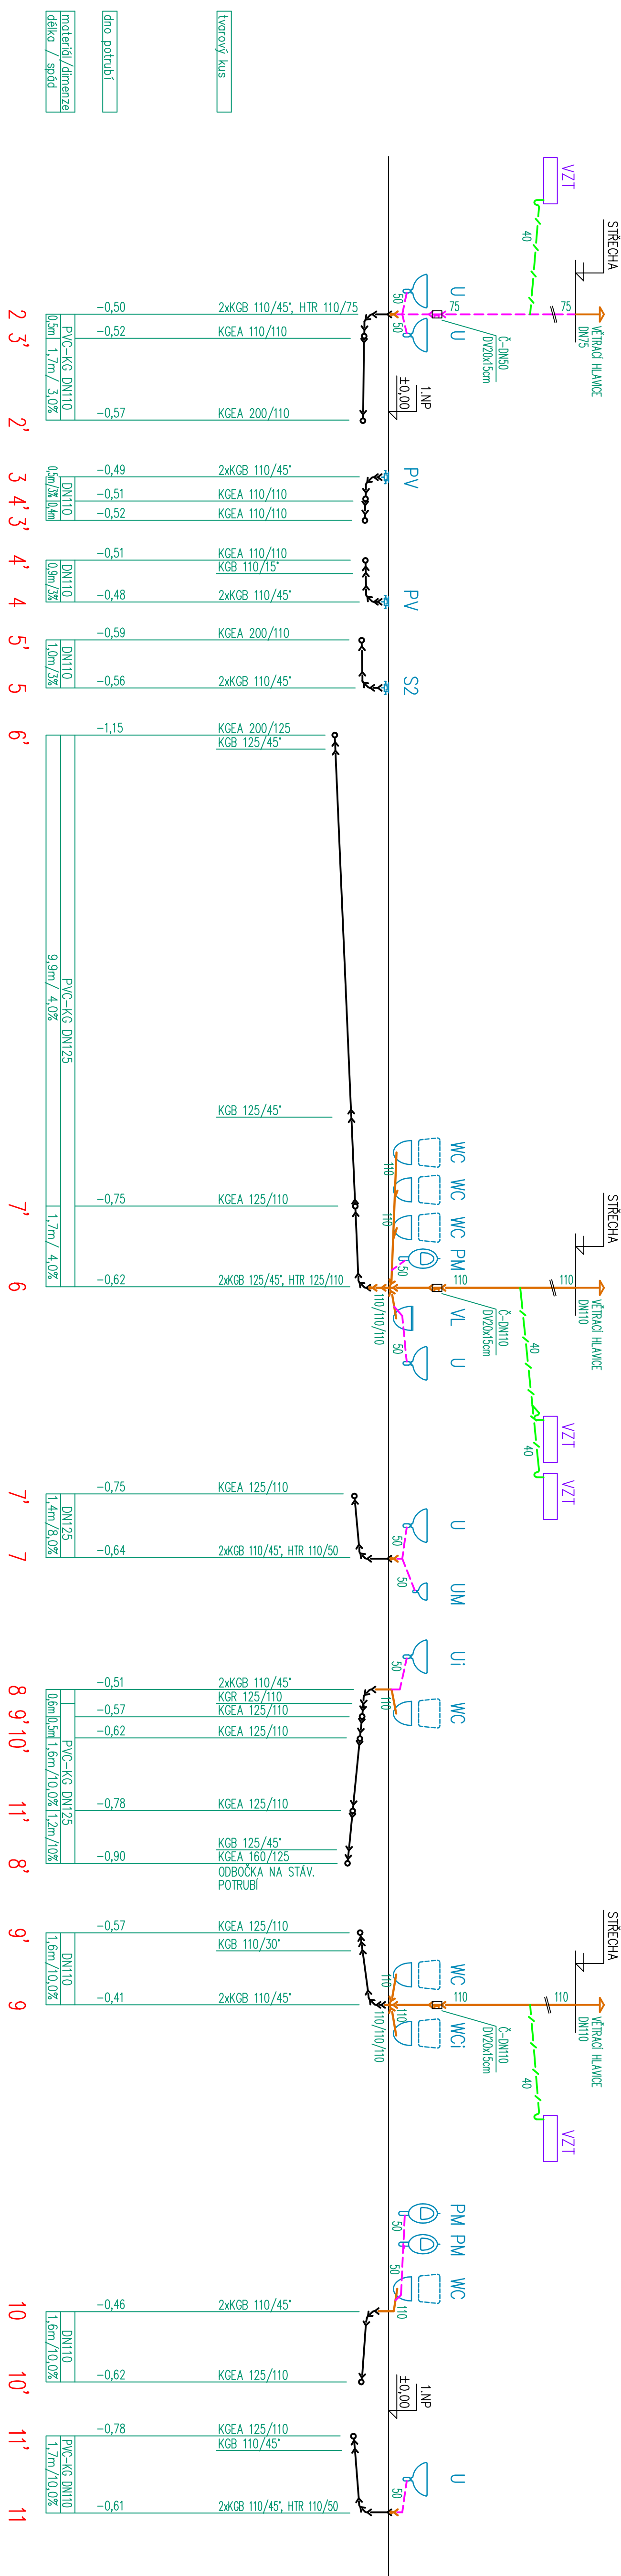 tvarový kus
dno potrubí
materiál/dimenze
délka / spád
VZT
STŘECHA
40
75
VĚTRACÍ HLAVICE
DN75
U
U
50
50
75
Č-DN50
DV20x15cm
1.NP
±0,00
2xKGB 110/45°, HTR 110/75
KGEA 110/110
KGEA 200/110
-0,50
-0,52
-0,57
PVC-KG DN110
0,5m
1,7m/ 3,0%
2
3'
2'
PV
2xKGB 110/45°
KGEA 110/110
KGEA 110/110
-0,49
-0,51
-0,52
DN110
0,5m/3%
0,4m
3
4'
3'
PV
KGEA 110/110
KGB 110/15°
2xKGB 110/45°
-0,51
-0,48
DN110
0,9m/3%
4'
4
S2
KGEA 200/110
2xKGB 110/45°
-0,59
-0,56
DN110
1,0m/3%
5'
5
STŘECHA
110
VĚTRACÍ HLAVICE
DN110
40
40
VZT
VZT
WC
WC
WC
PM
VL
U
110
110
50
110
50
110/110/110
Č-DN110
DV20x15cm
KGEA 200/125
KGB 125/45°
KGB 125/45°
KGEA 125/110
2xKGB 125/45°, HTR 125/110
-1,15
-0,75
-0,62
PVC-KG DN125
9,9m/ 4,0%
1,7m/ 4,0%
6'
7'
6
U
UM
50
50
KGEA 125/110
2xKGB 110/45°, HTR 110/50
-0,75
-0,64
DN125
1,4m/8,0%
7'
7
Ui
WC
50
110
2xKGB 110/45°
KGR 125/110
KGEA 125/110
KGEA 125/110
KGEA 125/110
KGB 125/45°
KGEA 160/125
ODBOČKA NA STÁV.
POTRUBÍ
-0,51
-0,57
-0,62
-0,78
-0,90
PVC-KG DN125
0,6m
0,5m
1,6m/10,0%
1,2m/10%
8
9'
10'
11'
8'
STŘECHA
110
VĚTRACÍ HLAVICE
DN110
40
VZT
WC
WCi
110
110
110
110/110/110
Č-DN110
DV20x15cm
KGEA 125/110
KGB 110/30°
2xKGB 110/45°
-0,57
-0,41
DN110
1,6m/10,0%
9'
9
PM
PM
WC
50
50
110
2xKGB 110/45°
KGEA 125/110
-0,46
-0,62
DN110
1,6m/10,0%
10
10'
1.NP
±0,00
U
50
KGEA 125/110
KGB 110/45°
2xKGB 110/45°, HTR 110/50
-0,78
-0,61
PVC-KG DN110
1,7m/10,0%
11'
11